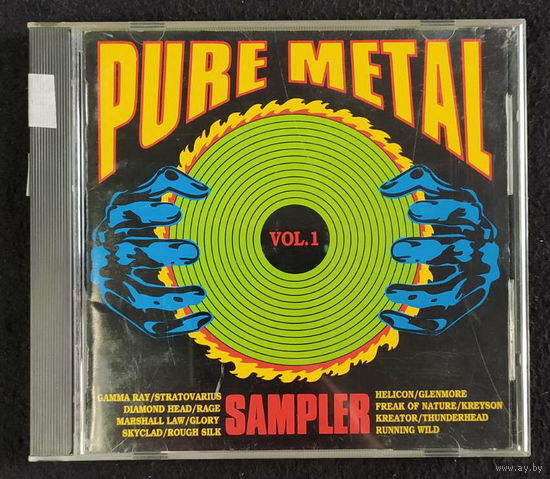 PURE METAL
VOL.1
GAMMA RAY/STRATOVARIUS
DIAMOND HEAD/RAGE
MARSHALL LAW/GLORY
SKYCLAD/ROUGH SILK
SAMPLER
HELICON/GLENMORE
FREAK OF NATURE/KREYSON
KREATOR/THUNDERHEAD
RUNNING WILD
www.ay.by